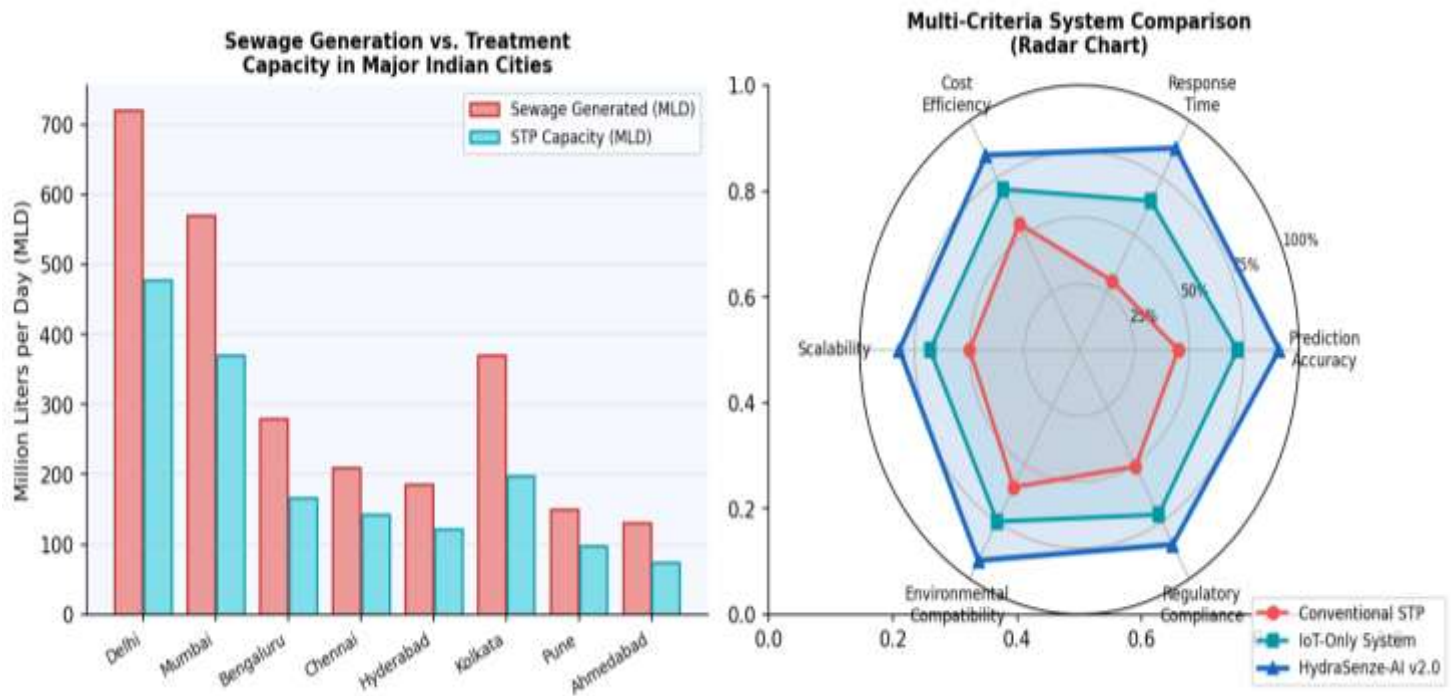 Sewage Generation vs. Treatment
Capacity in Major Indian Cities
Million Liters per Day (MLD)
700
600
500
400
300
200
100
0
Sewage Generated (MLD)
STP Capacity (MLD)
Delhi
Mumbai
Bengaluru
Chennai
Hyderabad
Kolkata
Pune
Ahmedabad
Multi-Criteria System Comparison
(Radar Chart)
1.0
0.8
0.6
0.4
0.2
0.0
0.0
0.2
0.4
0.6
Cost
Efficiency
Response
Time
100%
75%
50%
25%
Scalability
Prediction
Accuracy
Environmental
Compatibility
Regulatory
Compliance
Conventional STP
IoT-Only System
HydraSenze-AI v2.0